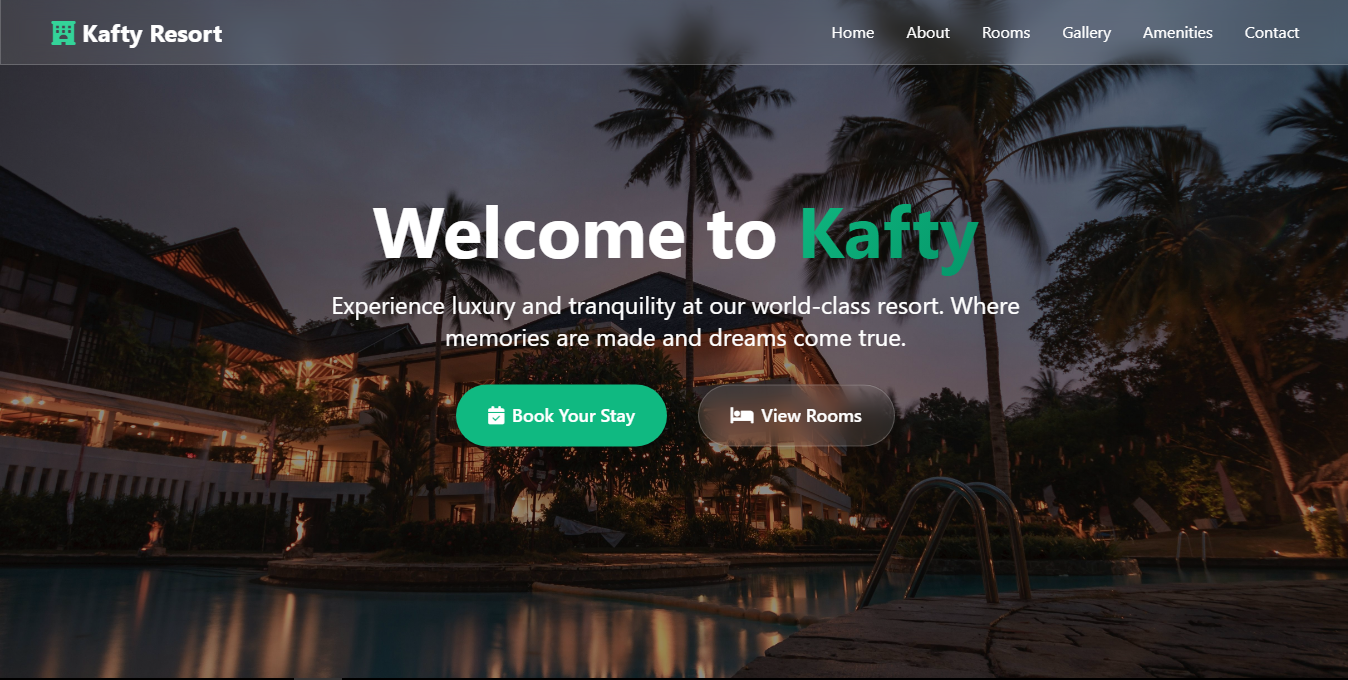 Kafty Resort
Home
About
Rooms
Gallery
Amenities
Contact
Welcome to Kafty
Experience luxury and tranquility at our world-class resort. Where
memories are made and dreams come true.
Book Your Stay
View Rooms